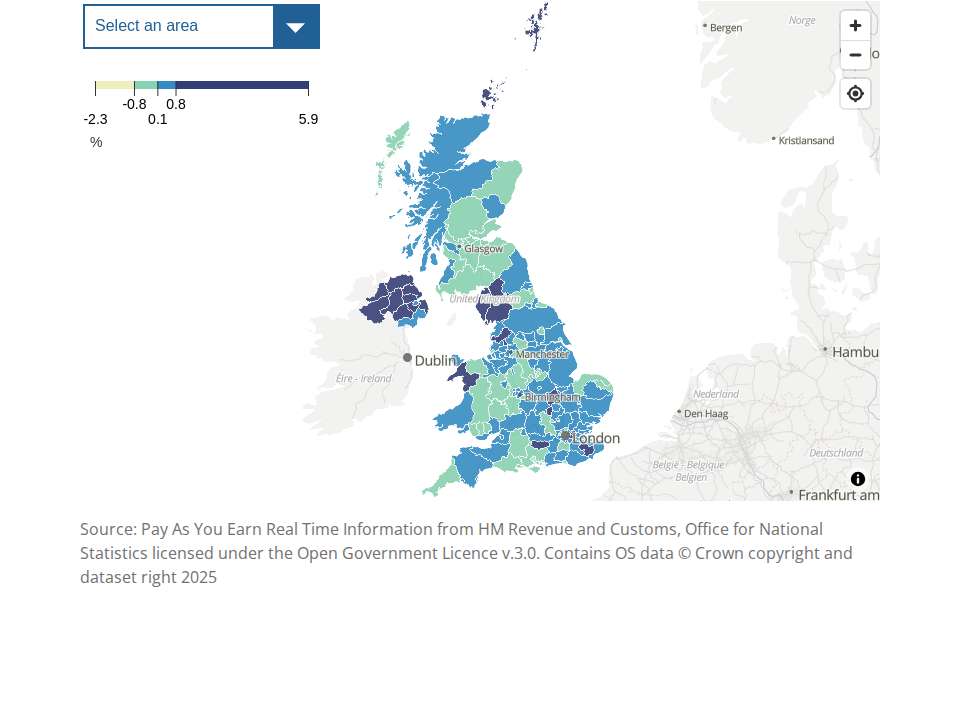 Select an area
-0.8
0.8
-2.3
0.1
5.9
%
Norge
Bergen
Kristiansand
Glasgow
United Kingdom
Manchester
Dublin
Éire - Ireland
Birmingham
London
Hambu
Nederland
Den Haag
België - Belgique
Belgien
Deutschland
Frankfurt am
Source: Pay As You Earn Real Time Information from HM Revenue and Customs, Office for National
Statistics licensed under the Open Government Licence v.3.0. Contains OS data © Crown copyright and
dataset right 2025